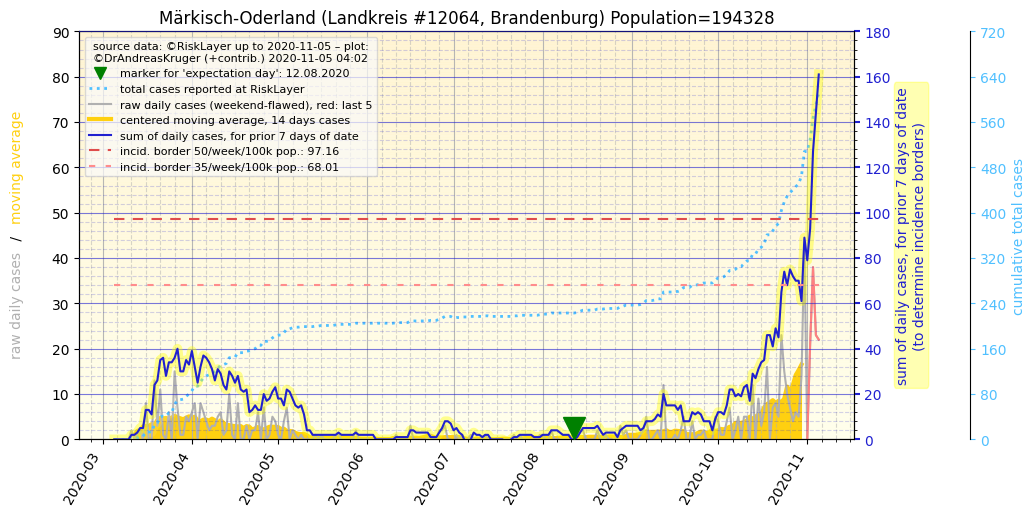 Märkisch-Oderland (Landkreis #12064, Brandenburg) Population=194328
source data: ©RiskLayer up to 2020-11-05 – plot:
©DrAndreasKruger (+contrib.) 2020-11-05 04:02
marker for 'expectation day': 12.08.2020
total cases reported at RiskLayer
raw daily cases (weekend-flawed), red: last 5
centered moving average, 14 days cases
sum of daily cases, for prior 7 days of date
incid. border 50/week/100k pop.: 97.16
incid. border 35/week/100k pop.: 68.01
raw daily cases / moving average
90
80
70
60
50
40
30
20
10
0
2020-03
2020-04
2020-05
2020-06
2020-07
2020-08
2020-09
2020-10
2020-11
180
160
140
120
100
80
60
40
20
0
sum of daily cases, for prior 7 days of date
(to determine incidence borders)
720
640
560
480
400
320
240
160
80
0
cumulative total cases